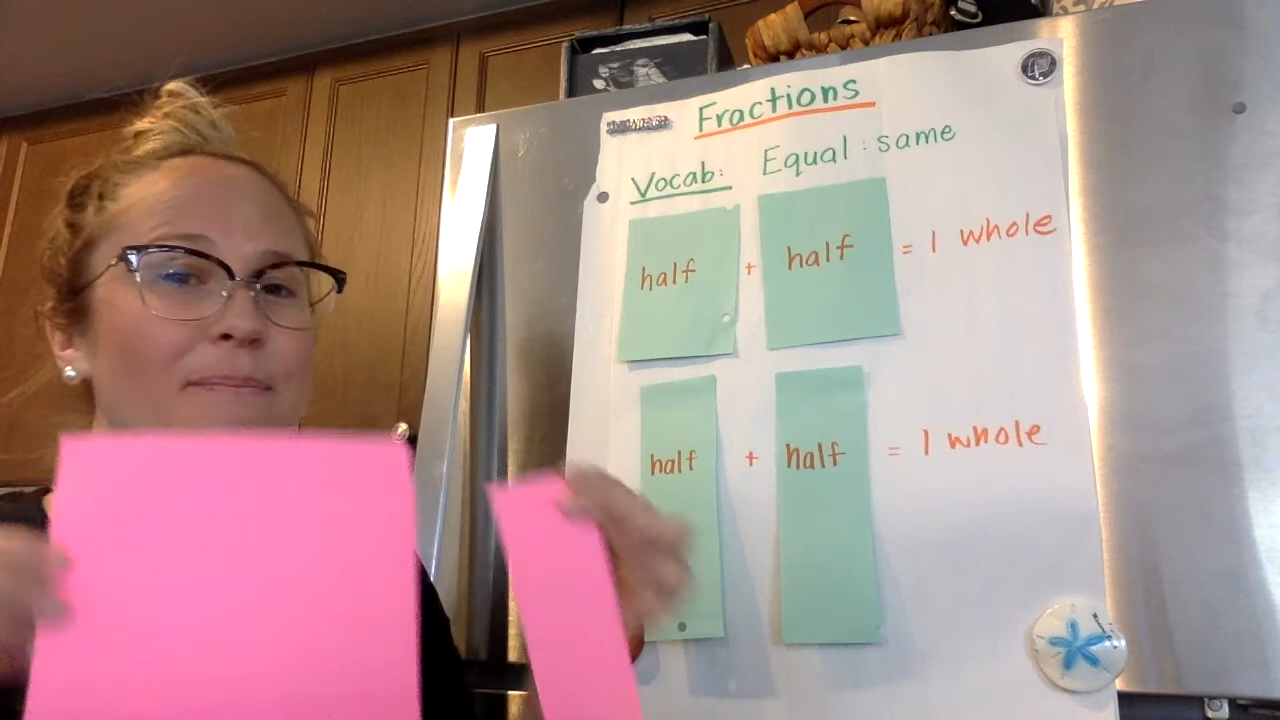 Fractions
Vocab: Equal : same
half + half = 1 whole
half + half = 1 whole